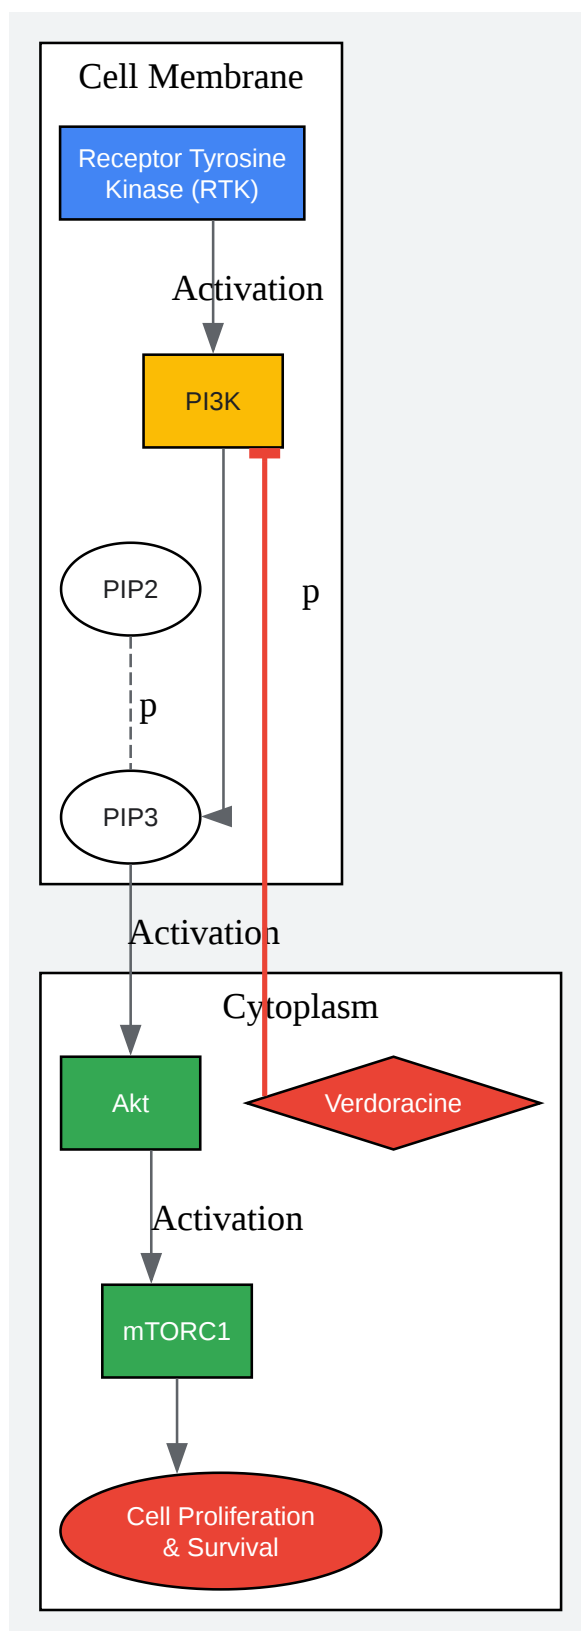 Cell Membrane
Receptor Tyrosine
Kinase (RTK)
Activation
PI3K
PIP2
p
p
PIP3
Activation
Cytoplasm
Akt
Verdoracine
Activation
mTORC1
Cell Proliferation
& Survival